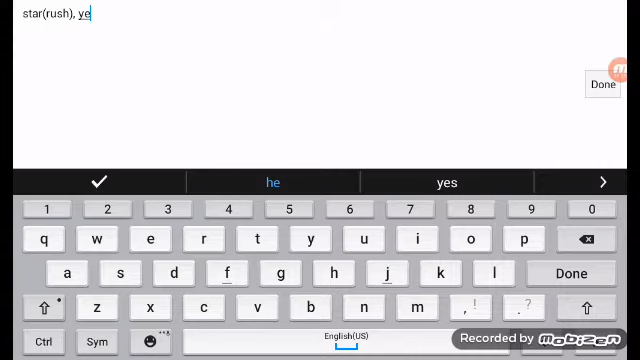 star(rush), ye
Done
he yes
1 2 3 4 5 6 7 8 9 0
q w e r t y u i o p
a s d f g h j k l Done
z x c v b n m , ! . ?
Ctrl Sym English(US)
Recorded by MOBIZEN